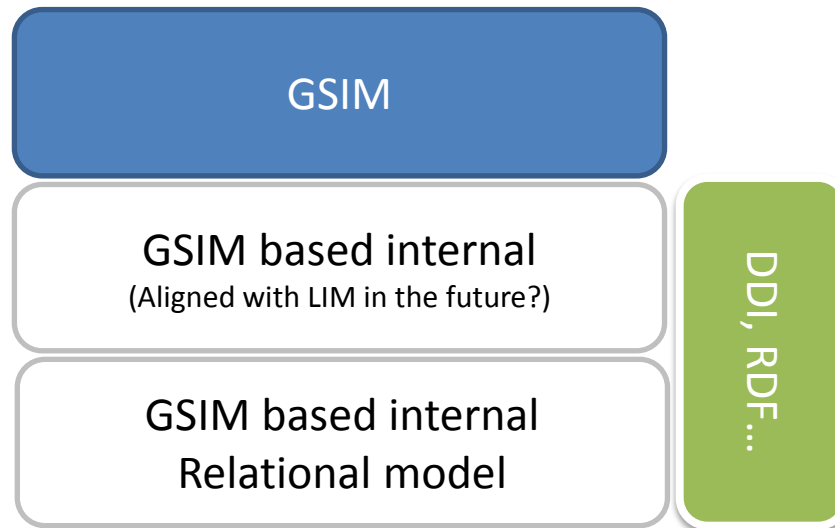 GSIM
GSIM based internal
(Aligned with LIM in the future?)
GSIM based internal
Relational model
DDI, RDF...